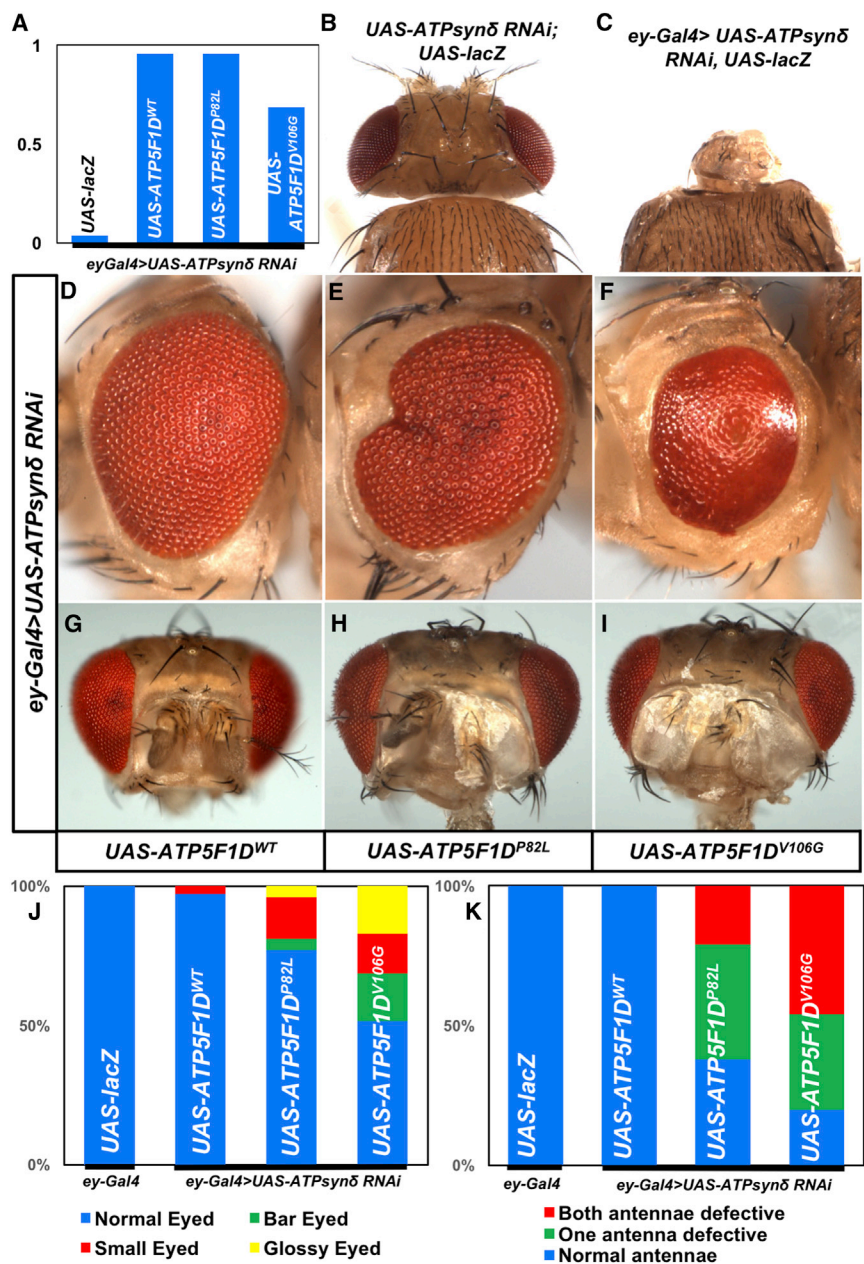 A
1
0.5
0
UAS-lacZ
UAS-ATP5F1D^WT
UAS-ATP5F1D^P82L
UAS-
ATP5F1D^V106G
eyGal4>UAS-ATPsynδ RNAi
B
UAS-ATPsynδ RNAi;
UAS-lacZ
C
ey-Gal4> UAS-ATPsynδ
RNAi, UAS-lacZ
ey-Gal4>UAS-ATPsynδ RNAi
D
E
F
G
H
I
UAS-ATP5F1D^WT
UAS-ATP5F1D^P82L
UAS-ATP5F1D^V106G
J
100%
50%
0%
UAS-lacZ
UAS-ATP5F1D^WT
UAS-ATP5F1D^P82L
UAS-ATP5F1D^V106G
ey-Gal4
ey-Gal4>UAS-ATPsynδ RNAi
Normal Eyed
Bar Eyed
Small Eyed
Glossy Eyed
K
100%
50%
0%
UAS-lacZ
UAS-ATP5F1D^WT
UAS-ATP5F1D^P82L
UAS-ATP5F1D^V106G
ey-Gal4
ey-Gal4>UAS-ATPsynδ RNAi
Both antennae defective
One antenna defective
Normal antennae